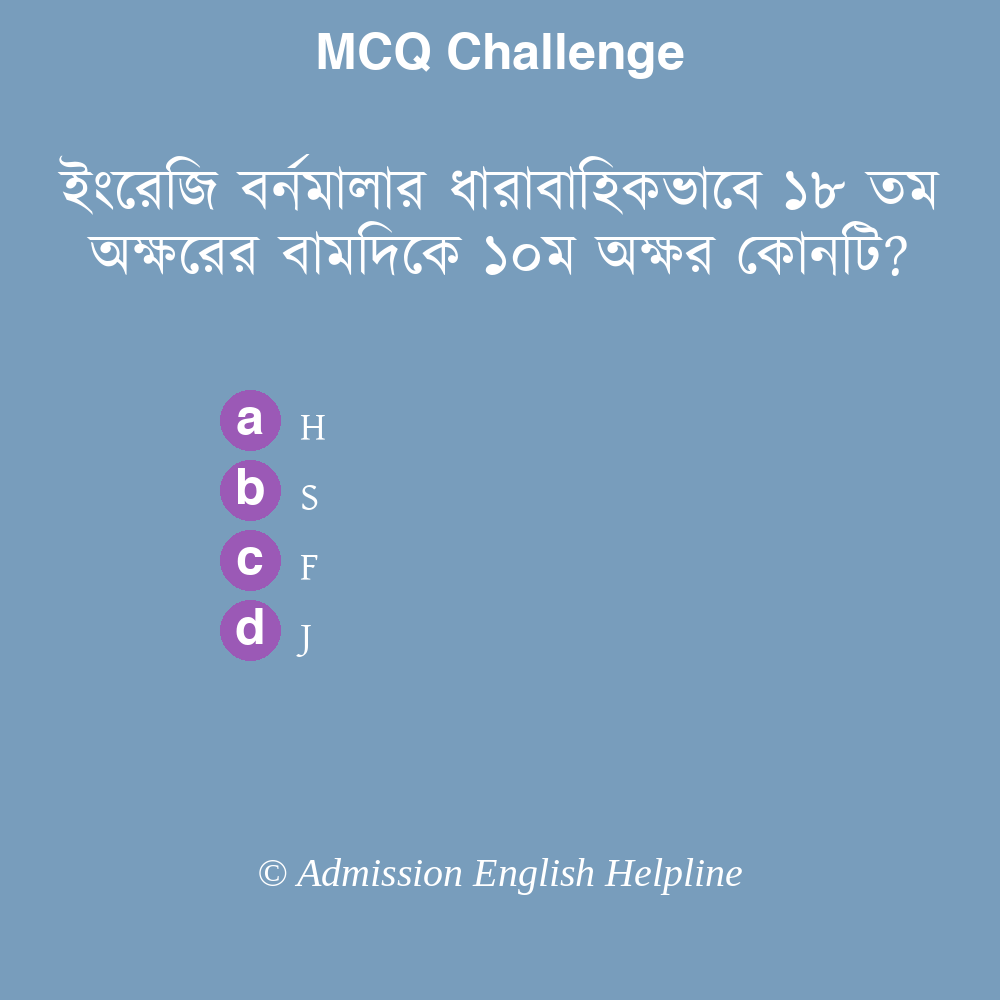 MCQ Challenge
ইংরেজি বর্নমালার ধারাবাহিকভাবে ১৮ তম
অক্ষরের বামদিকে ১০ম অক্ষর কোনটি?
a H
b S
c F
d J
© Admission English Helpline